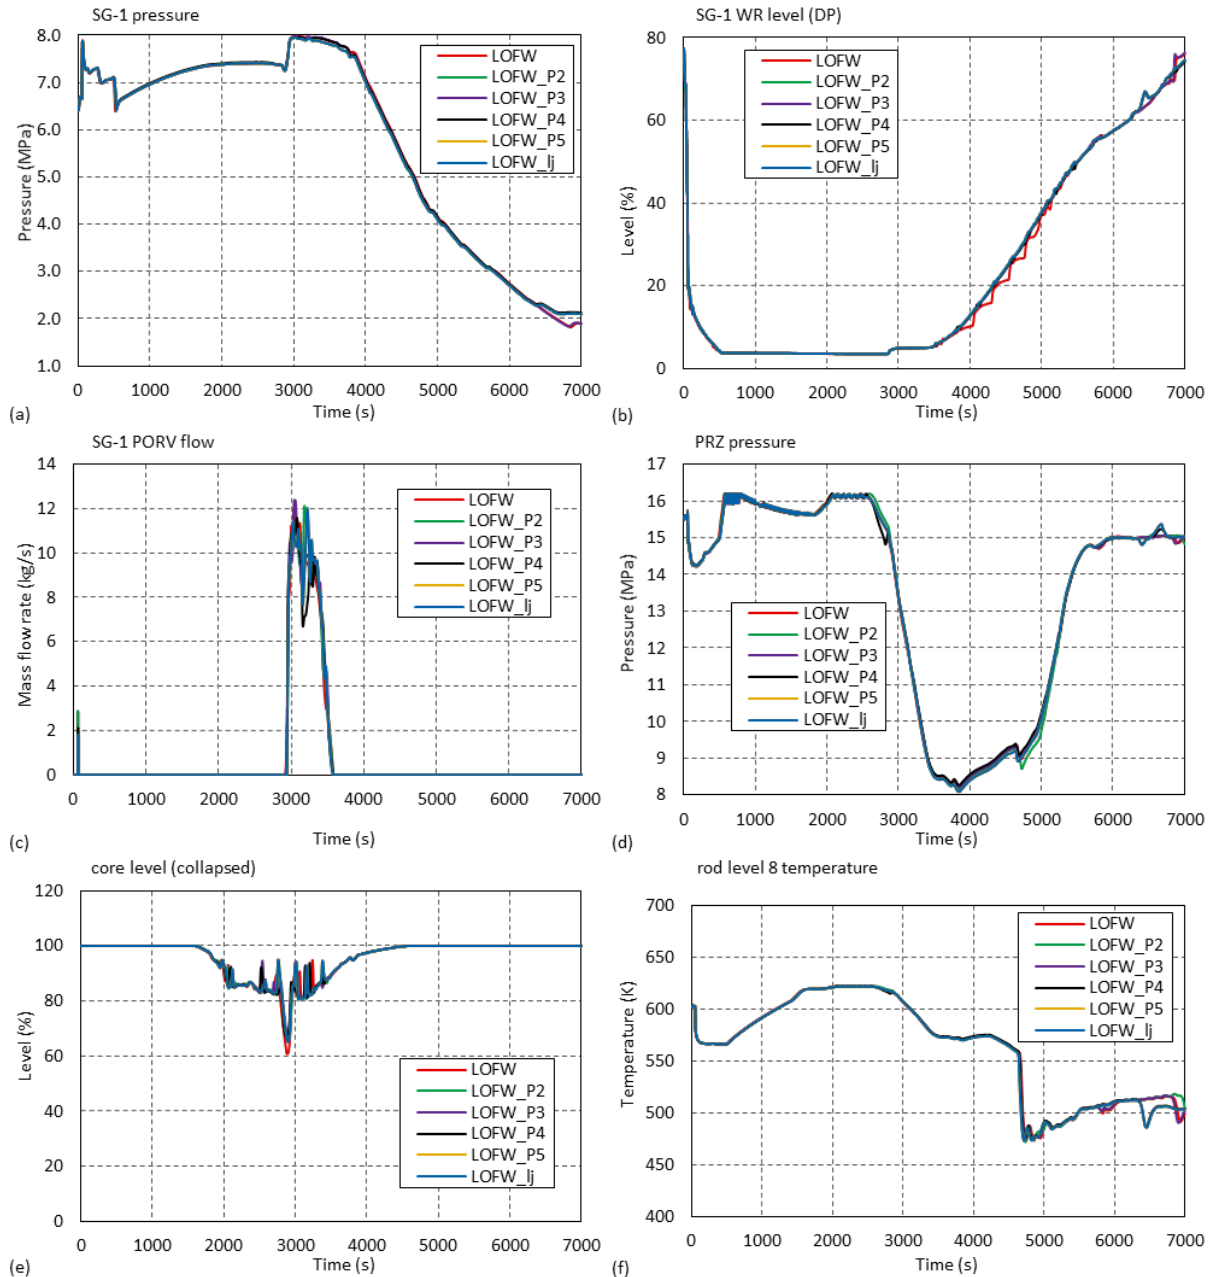 SG-1 pressure
8.0
7.0
6.0
5.0
4.0
3.0
2.0
1.0
Pressure (MPa)
LOFW
LOFW_P2
LOFW_P3
LOFW_P4
LOFW_P5
LOFW_lj
0 1000 2000 3000 4000 5000 6000 7000
Time (s)
(a)
SG-1 WR level (DP)
80
60
40
20
0
Level (%)
LOFW
LOFW_P2
LOFW_P3
LOFW_P4
LOFW_P5
LOFW_lj
0 1000 2000 3000 4000 5000 6000 7000
Time (s)
(b)
SG-1 PORV flow
14
12
10
8
6
4
2
0
Mass flow rate (kg/s)
LOFW
LOFW_P2
LOFW_P3
LOFW_P4
LOFW_P5
LOFW_lj
0 1000 2000 3000 4000 5000 6000 7000
Time (s)
(c)
PRZ pressure
17
16
15
14
13
12
11
10
9
8
Pressure (MPa)
LOFW
LOFW_P2
LOFW_P3
LOFW_P4
LOFW_P5
LOFW_lj
0 1000 2000 3000 4000 5000 6000 7000
Time (s)
(d)
core level (collapsed)
120
100
80
60
40
20
0
Level (%)
LOFW
LOFW_P2
LOFW_P3
LOFW_P4
LOFW_P5
LOFW_lj
0 1000 2000 3000 4000 5000 6000 7000
Time (s)
(e)
rod level 8 temperature
700
650
600
550
500
450
400
Temperature (K)
LOFW
LOFW_P2
LOFW_P3
LOFW_P4
LOFW_P5
LOFW_lj
0 1000 2000 3000 4000 5000 6000 7000
Time (s)
(f)